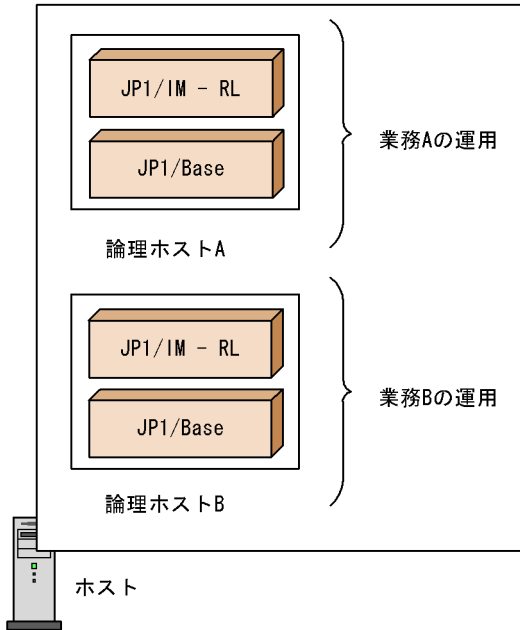 JP1/IM - RL
JP1/Base
業務Aの運用
論理ホストA
JP1/IM - RL
JP1/Base
業務Bの運用
論理ホストB
ホスト